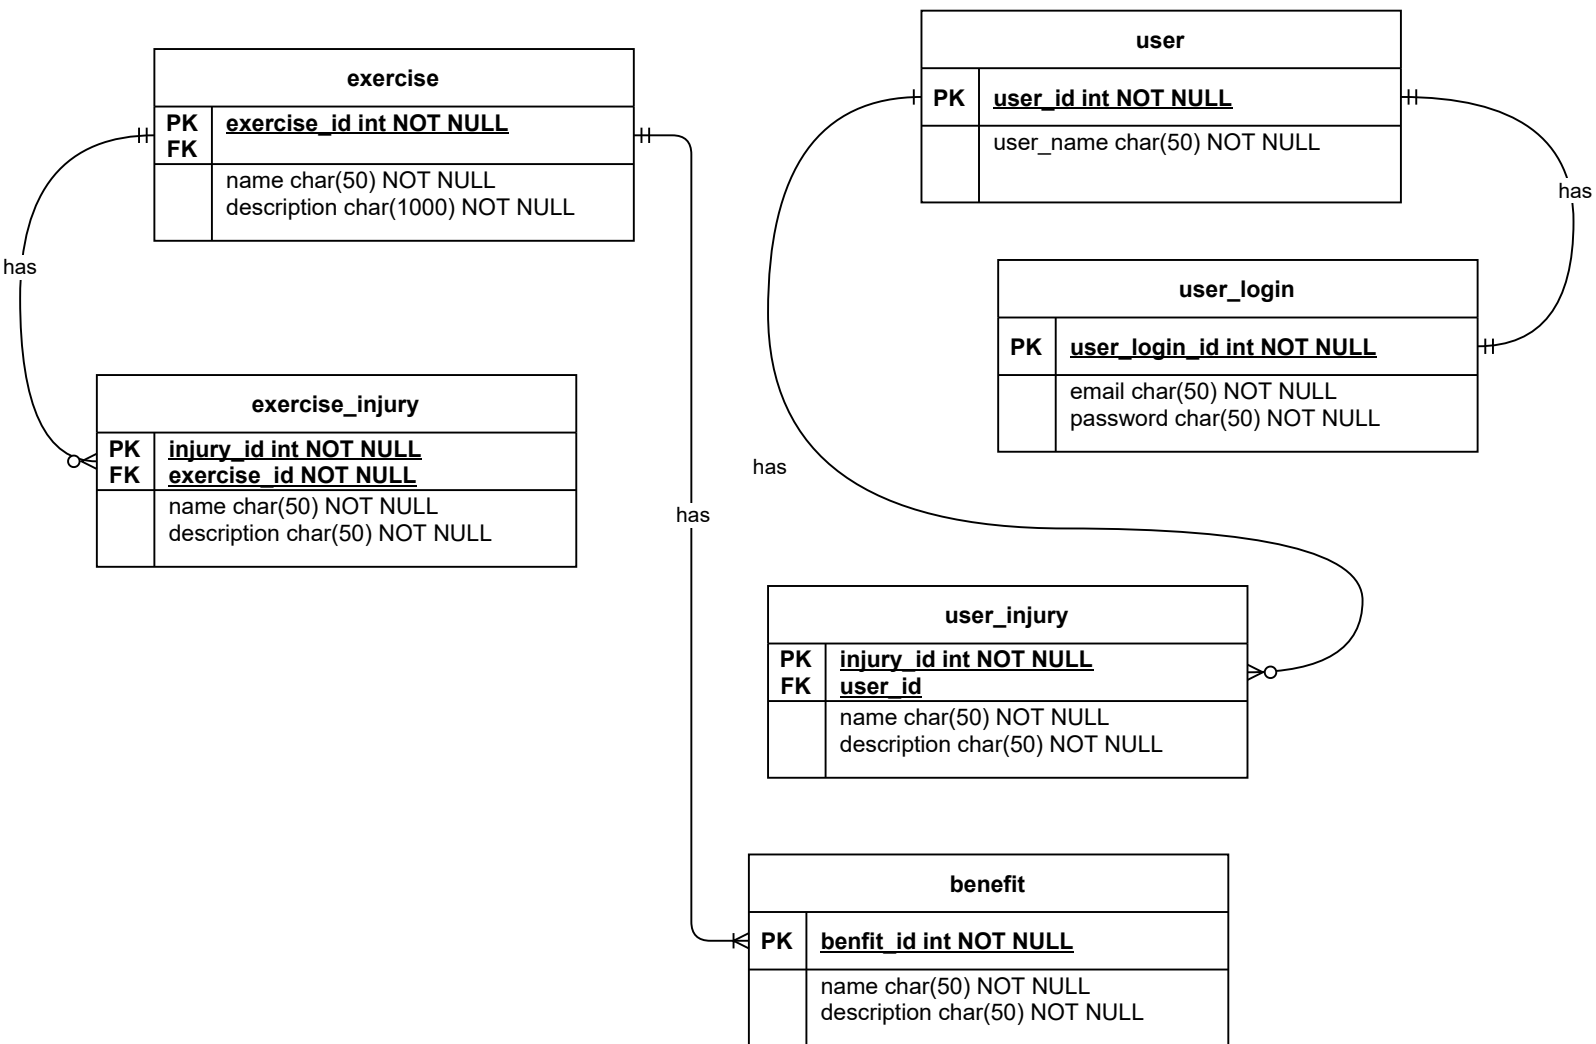 user
PK user_id int NOT NULL
user_name char(50) NOT NULL
exercise
PK exercise_id int NOT NULL
FK
name char(50) NOT NULL
description char(1000) NOT NULL
has
has
user_login
PK user_login_id int NOT NULL
email char(50) NOT NULL
password char(50) NOT NULL
exercise_injury
PK injury_id int NOT NULL
FK exercise_id NOT NULL
name char(50) NOT NULL
description char(50) NOT NULL
has
has
user_injury
PK injury_id int NOT NULL
FK user_id
name char(50) NOT NULL
description char(50) NOT NULL
benefit
PK benfit_id int NOT NULL
name char(50) NOT NULL
description char(50) NOT NULL